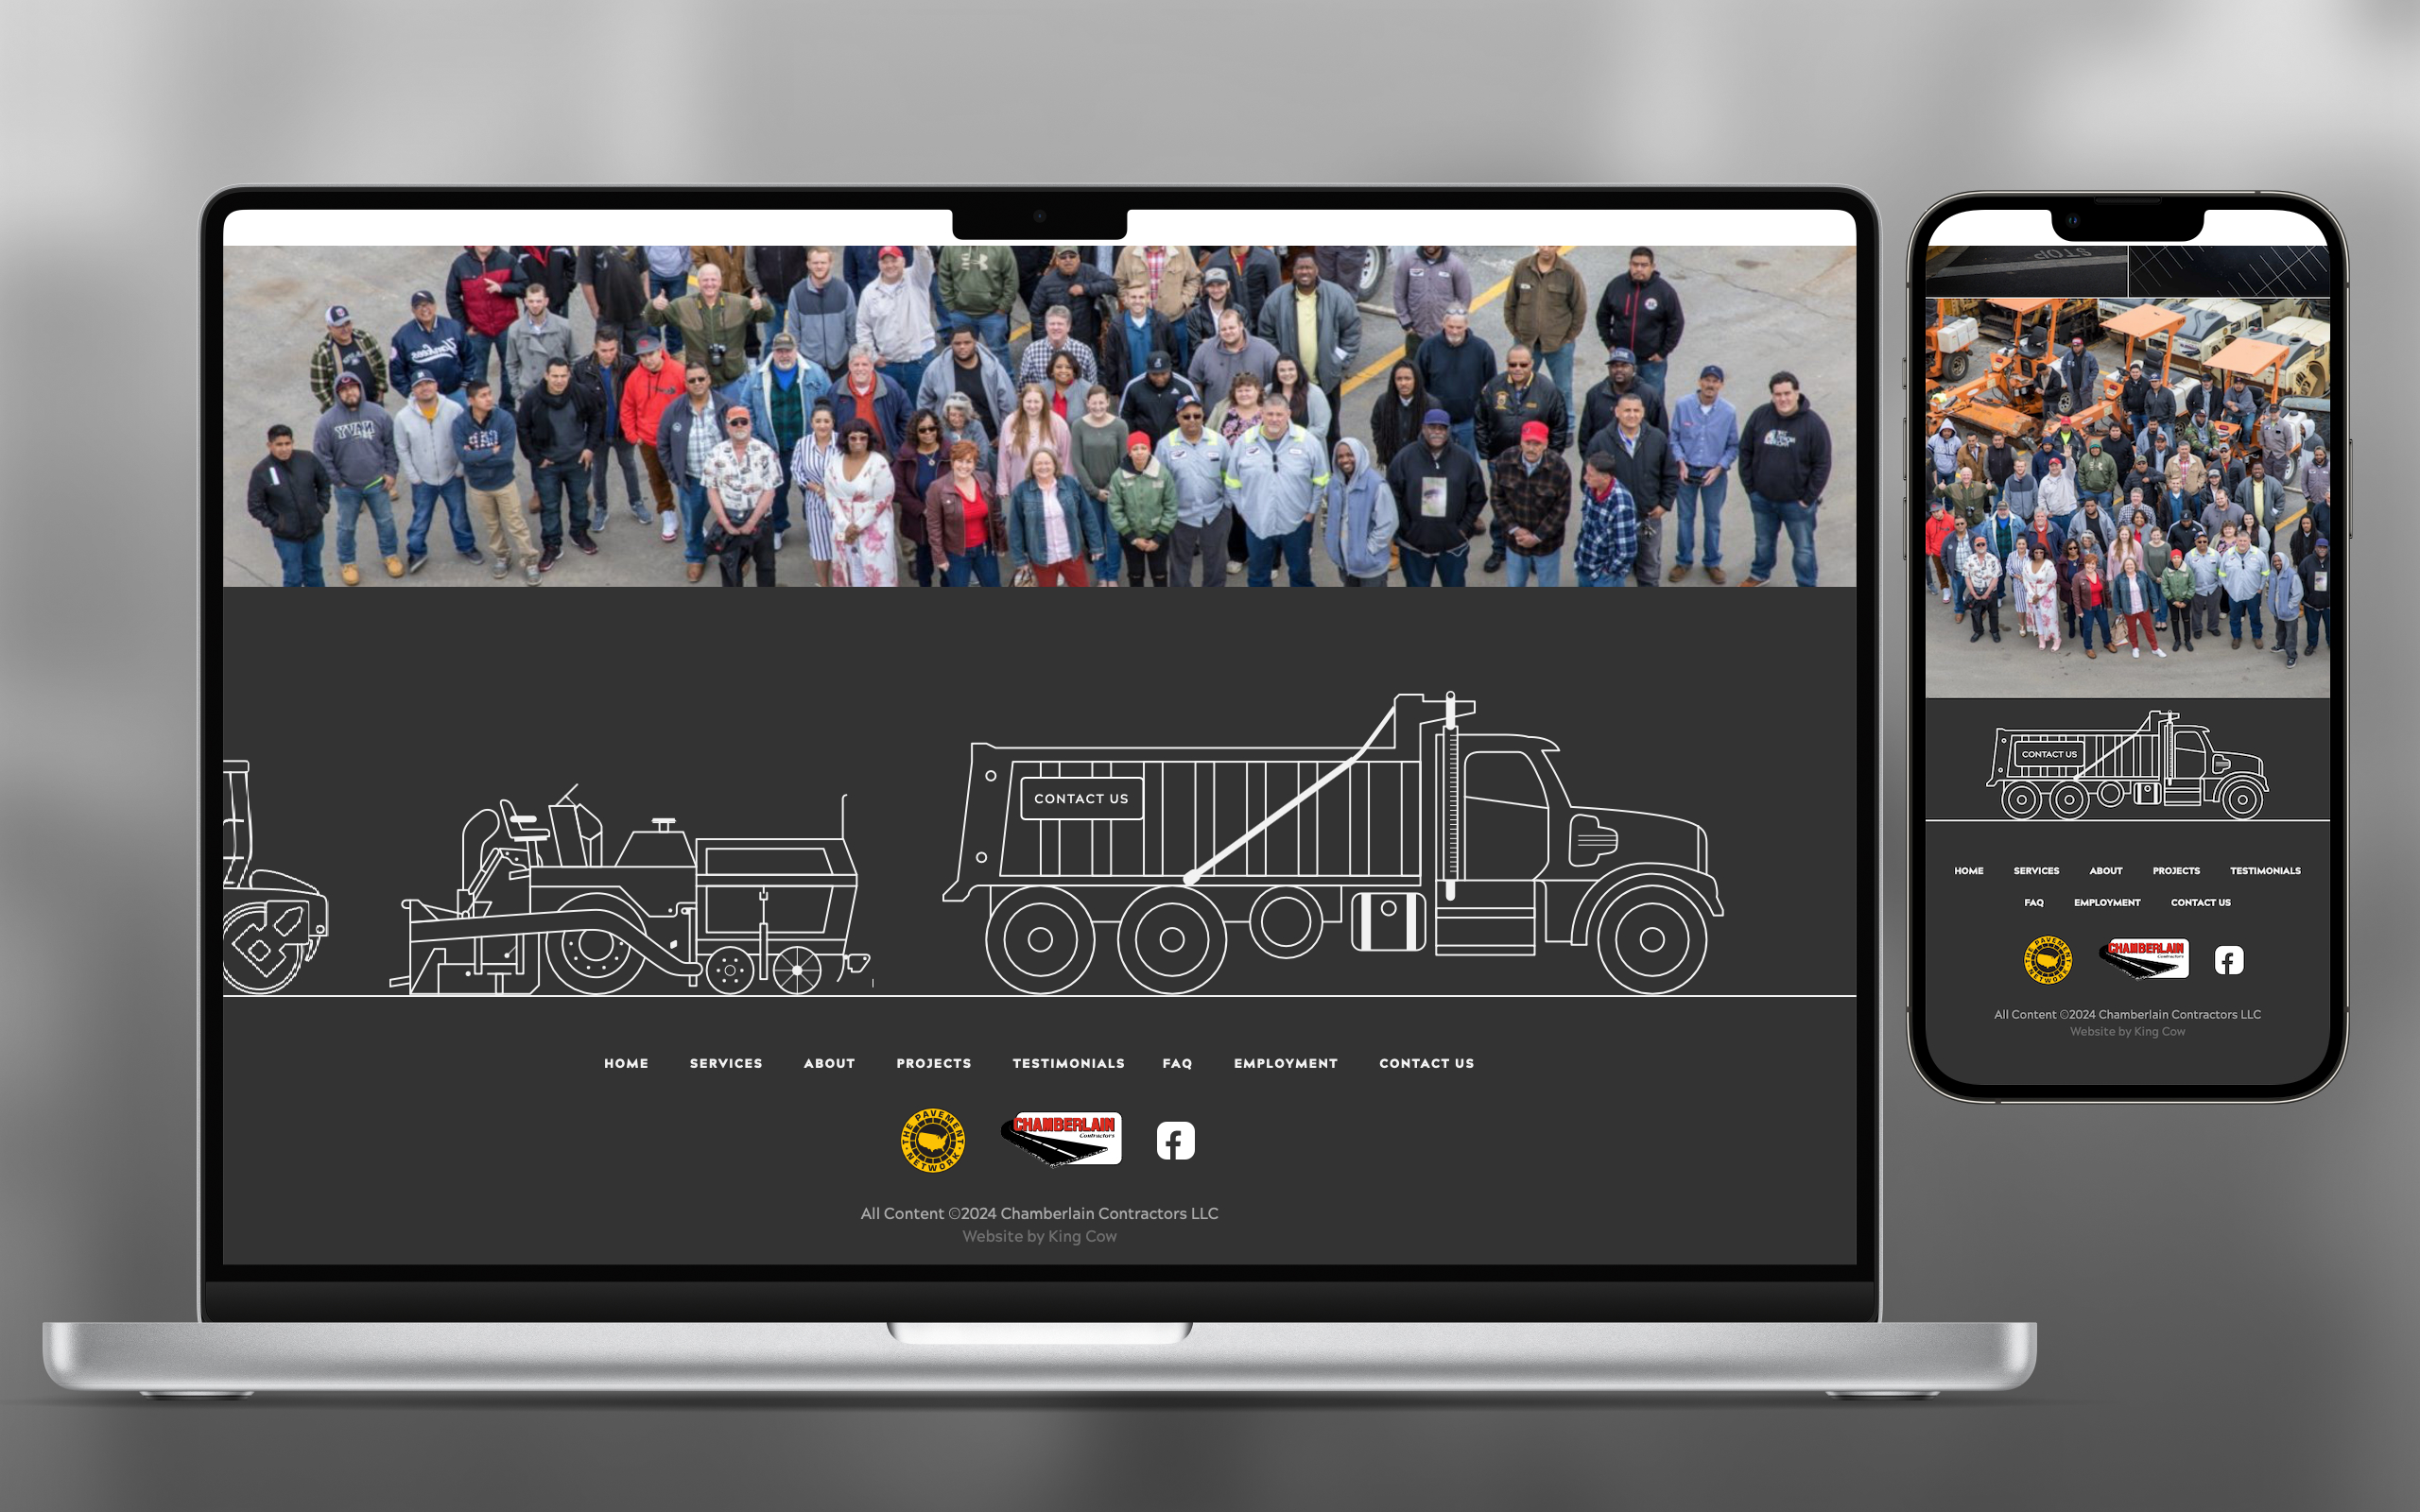 CONTACT US
HOME SERVICES ABOUT PROJECTS TESTIMONIALS FAQ EMPLOYMENT CONTACT US
THE PAVEMENT NETWORK
CHAMBERLAIN
Contractors
All Content ©2024 Chamberlain Contractors LLC
Website by King Cow
STOP
CONTACT US
HOME SERVICES ABOUT PROJECTS TESTIMONIALS
FAQ EMPLOYMENT CONTACT US
THE PAVEMENT NETWORK
CHAMBERLAIN
Contractors
All Content ©2024 Chamberlain Contractors LLC
Website by King Cow